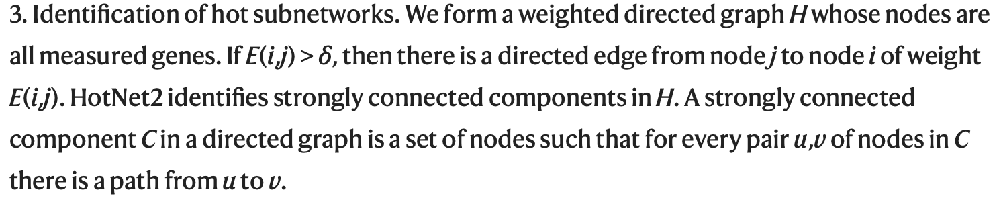 3. Identification of hot subnetworks. We form a weighted directed graph H whose nodes are
all measured genes. If E(i,j) > δ, then there is a directed edge from node j to node i of weight
E(i,j). HotNet2 identifies strongly connected components in H. A strongly connected
component C in a directed graph is a set of nodes such that for every pair u,v of nodes in C
there is a path from u to v.